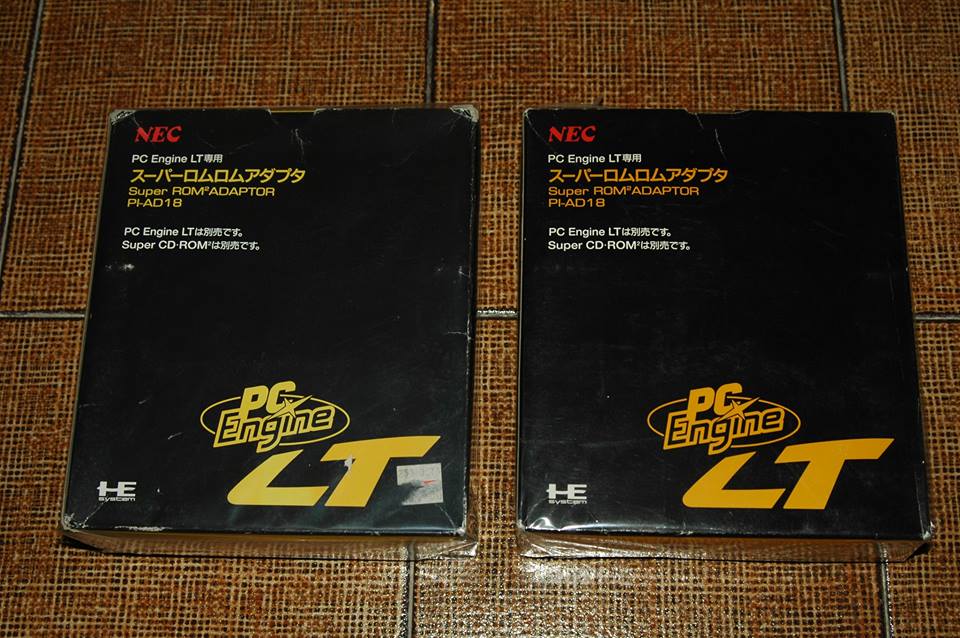 NEC
PC Engine LT専用
スーパーロムロムアダプタ
Super ROM²ADAPTOR
PI-AD18
PC Engine LTは別売です。
Super CD·ROM²は別売です。
PC
Engine
LT
HE
system
NEC
PC Engine LT専用
スーパーロムロムアダプタ
Super ROM²ADAPTOR
PI-AD18
PC Engine LTは別売です。
Super CD·ROM²は別売です。
PC
Engine
LT
HE
system